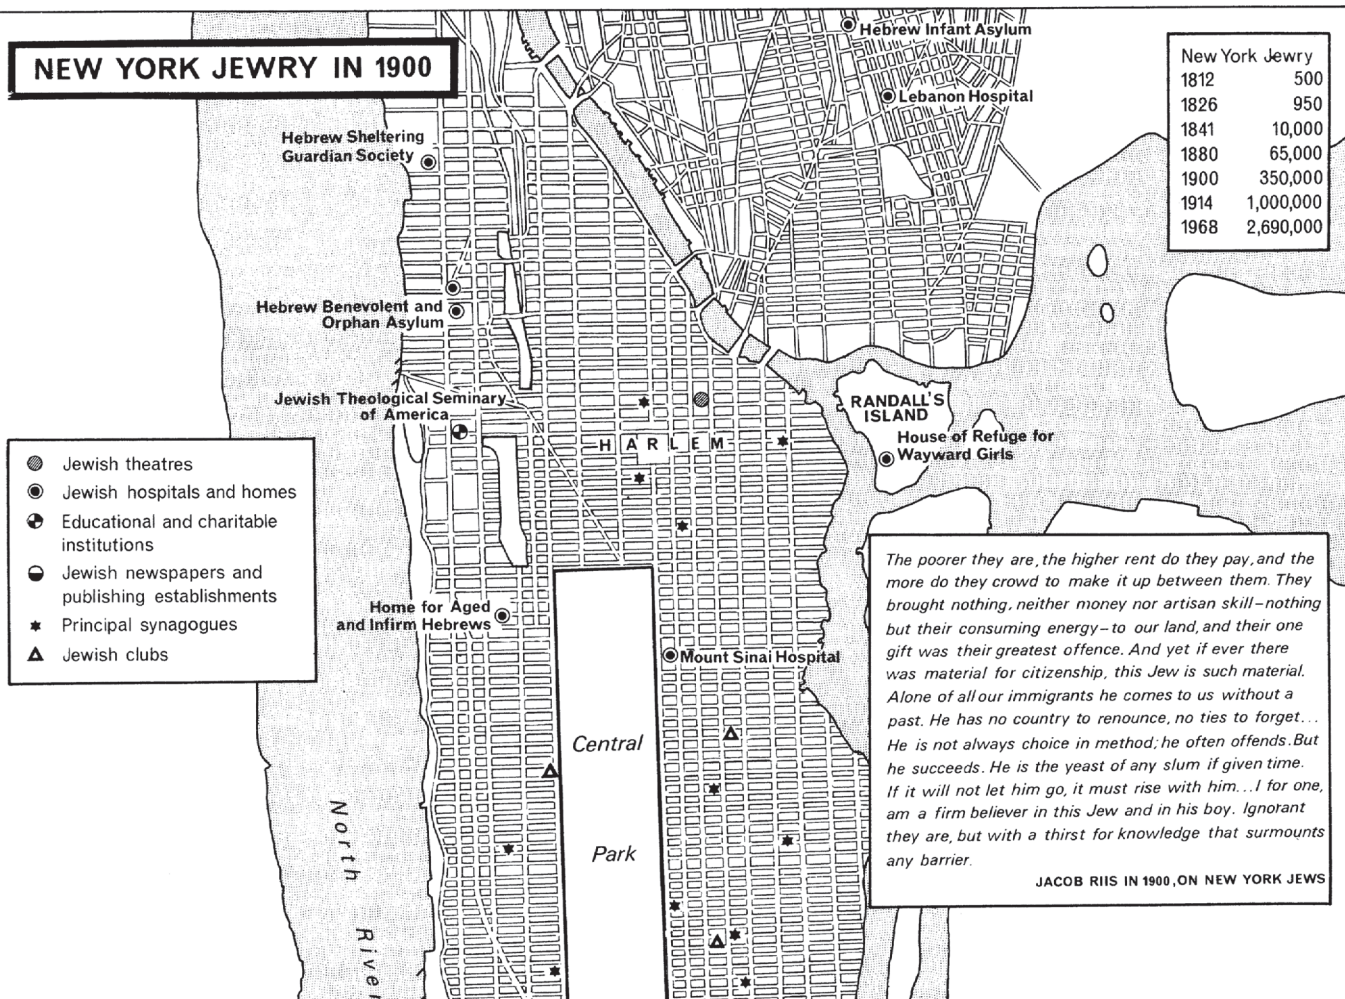 NEW YORK JEWRY IN 1900
Hebrew Infant Asylum
Lebanon Hospital
New York Jewry
1812 500
1826 950
1841 10,000
1880 65,000
1900 350,000
1914 1,000,000
1968 2,690,000
Hebrew Sheltering
Guardian Society
Hebrew Benevolent and
Orphan Asylum
Jewish Theological Seminary
of America
RANDALL'S
ISLAND
House of Refuge for
Wayward Girls
HARLEM
Jewish theatres
Jewish hospitals and homes
Educational and charitable
institutions
Jewish newspapers and
publishing establishments
Principal synagogues
Jewish clubs
Home for Aged
and Infirm Hebrews
Mount Sinai Hospital
Central
Park
North
River
The poorer they are, the higher rent do they pay, and the
more do they crowd to make it up between them. They
brought nothing, neither money nor artisan skill–nothing
but their consuming energy–to our land, and their one
gift was their greatest offence. And yet if ever there
was material for citizenship, this Jew is such material.
Alone of all our immigrants he comes to us without a
past. He has no country to renounce, no ties to forget...
He is not always choice in method; he often offends. But
he succeeds. He is the yeast of any slum if given time.
If it will not let him go, it must rise with him...I for one,
am a firm believer in this Jew and in his boy. Ignorant
they are, but with a thirst for knowledge that surmounts
any barrier.
JACOB RIIS IN 1900, ON NEW YORK JEWS